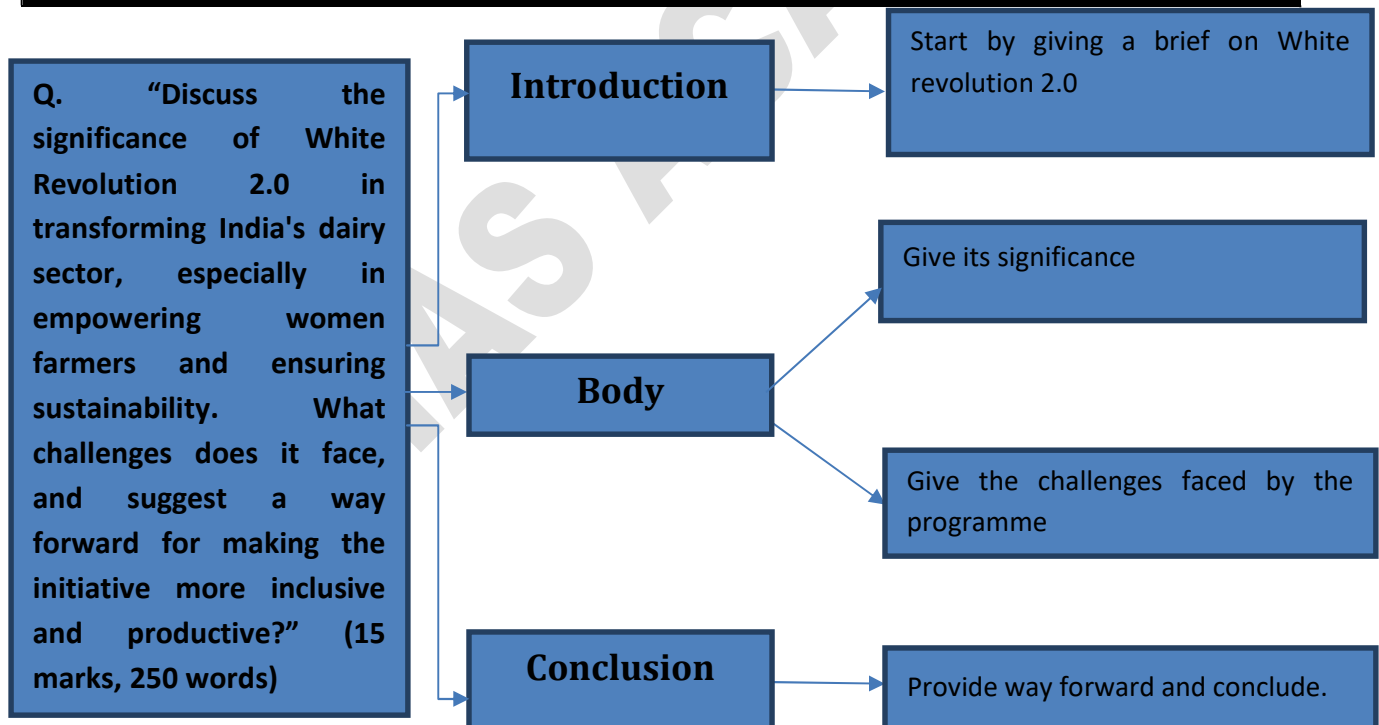 Q. “Discuss the
significance of White
Revolution 2.0 in
transforming India's dairy
sector, especially in
empowering women
farmers and ensuring
sustainability. What
challenges does it face,
and suggest a way
forward for making the
initiative more inclusive
and productive?” (15
marks, 250 words)
Introduction
Start by giving a brief on White
revolution 2.0
Body
Give its significance
Give the challenges faced by the
programme
Conclusion
Provide way forward and conclude.